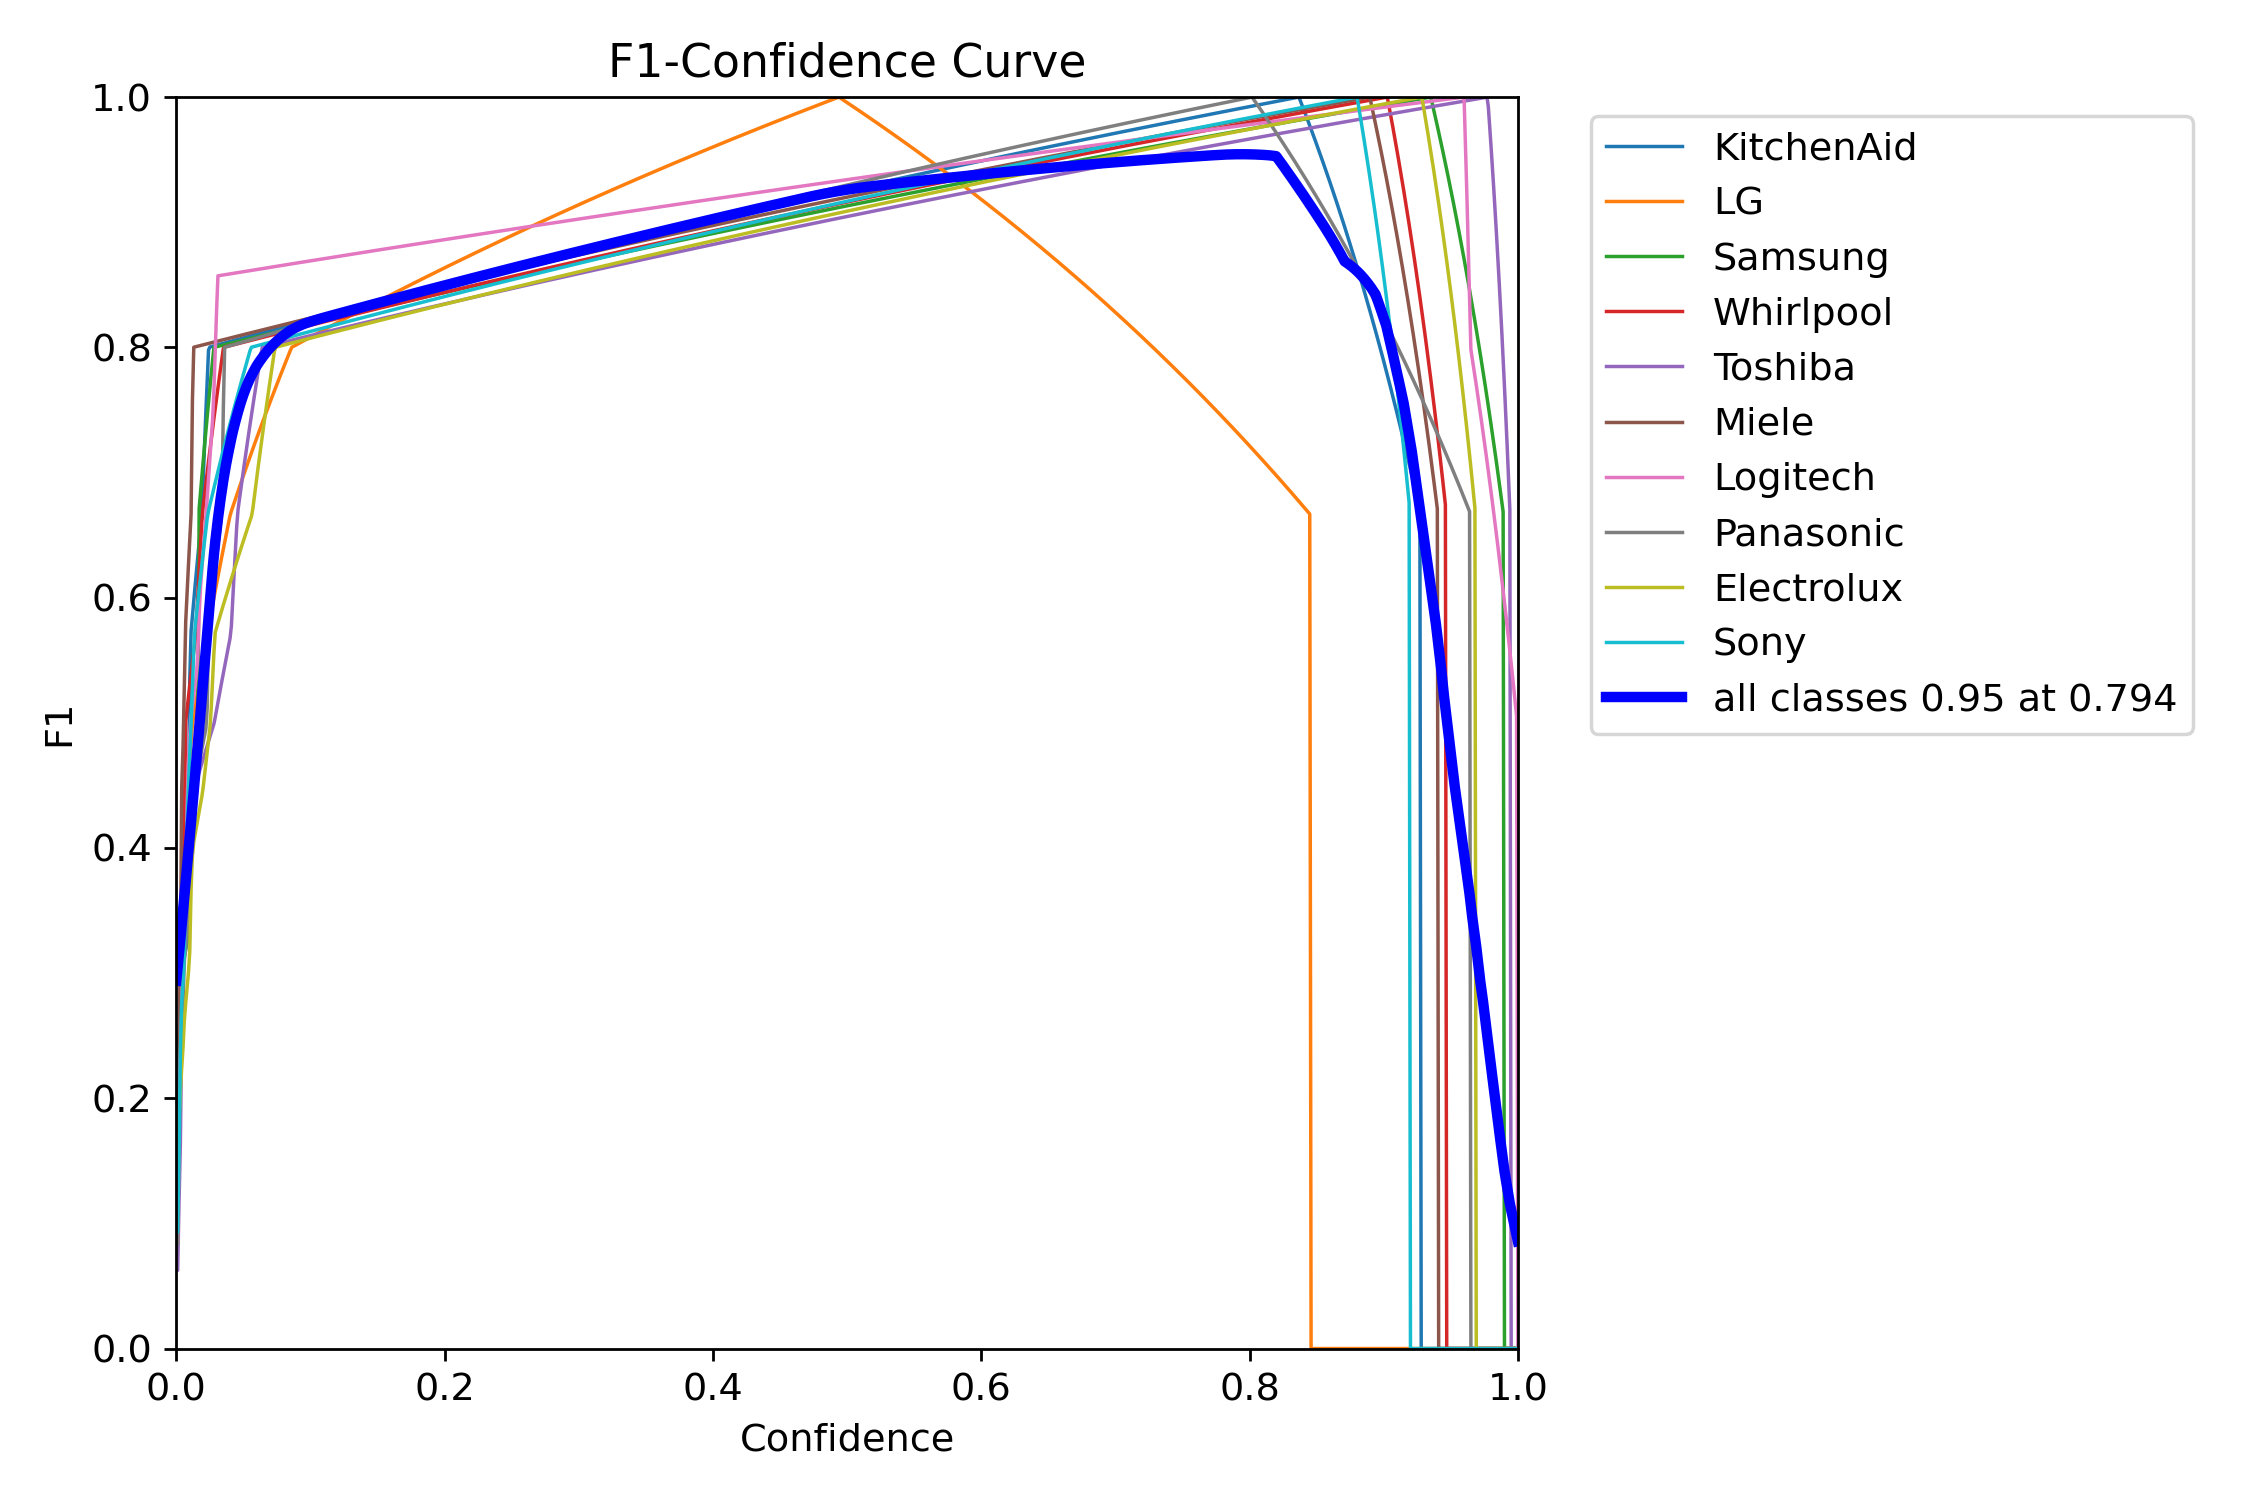 F1-Confidence Curve
1.0
0.8
0.6
0.4
0.2
0.0
F1
0.0 0.2 0.4 0.6 0.8 1.0
Confidence
KitchenAid
LG
Samsung
Whirlpool
Toshiba
Miele
Logitech
Panasonic
Electrolux
Sony
all classes 0.95 at 0.794